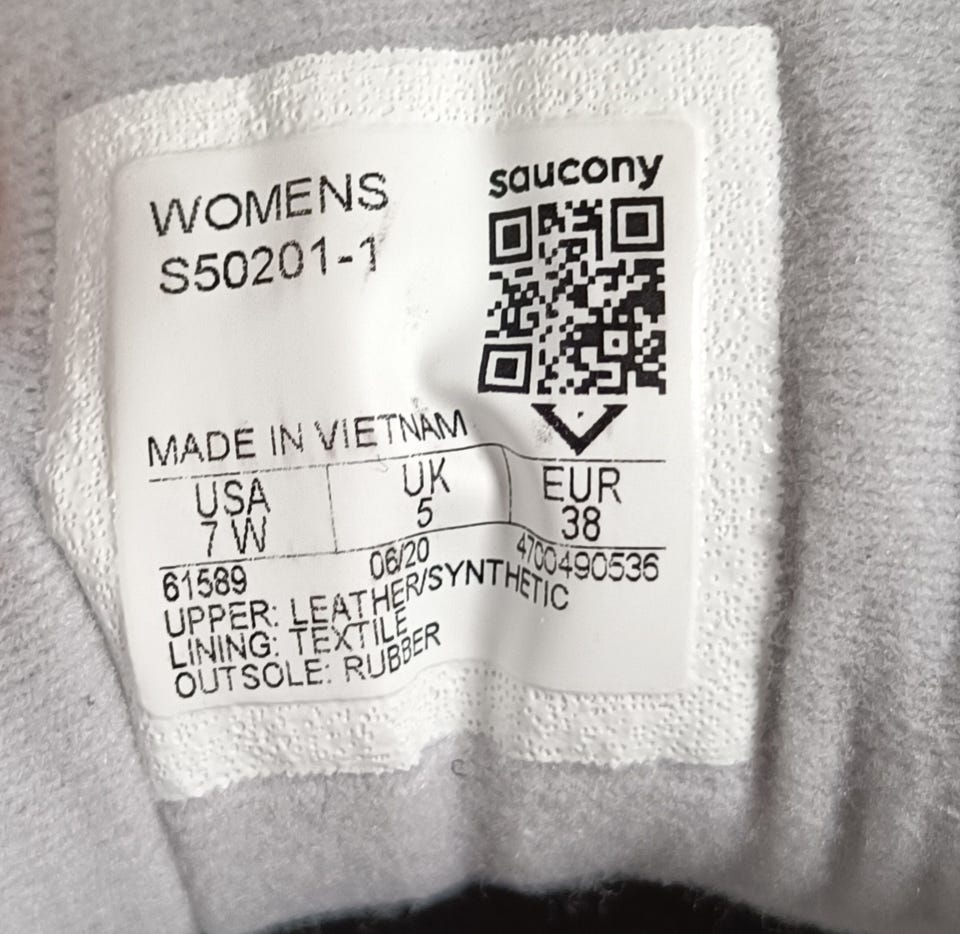 saucony
WOMENS
S50201-1
MADE IN VIETNAM
USA UK EUR
7 W 5 38
61589 06/20 4700490536
UPPER: LEATHER/SYNTHETIC
LINING: TEXTILE
OUTSOLE: RUBBER